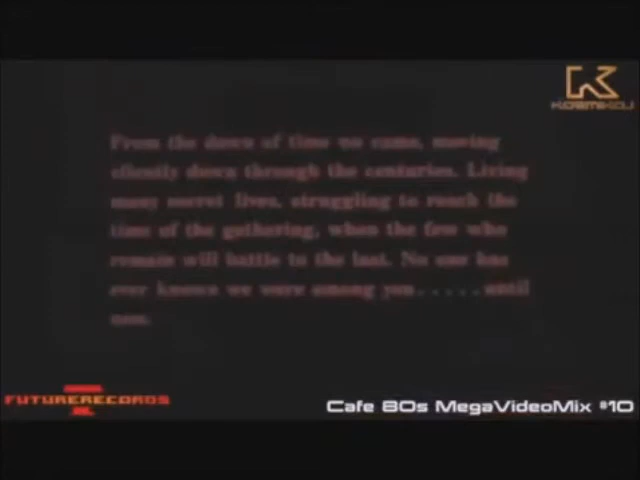 K
KOSMIKDJ
From the dawn of time we came, moving
silently down through the centuries. Living
many secret lives, struggling to reach the
time of the gathering, when the few who
remain will battle to the last. No one has
ever known we were among you.....until
now.
FUTURERECORDS
Cafe 80s MegaVideoMix #10